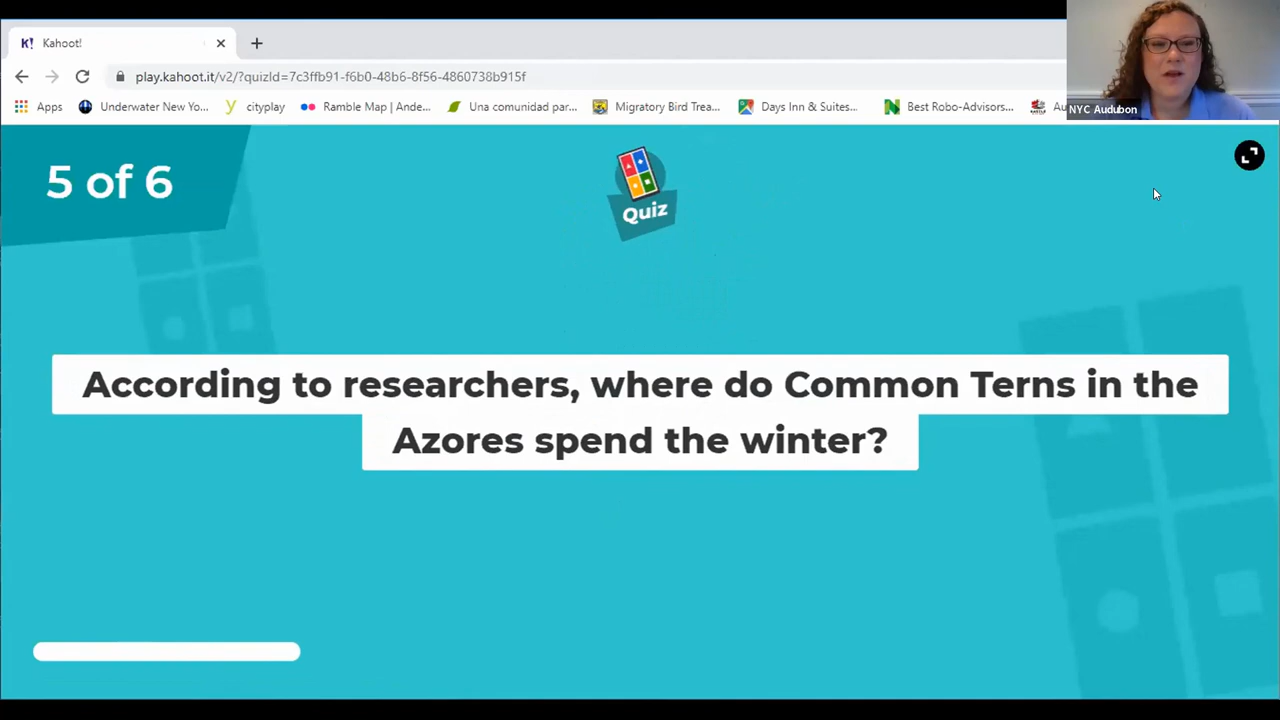 Kahoot!
play.kahoot.it/v2/?quizId=7c3ffb91-f6b0-48b6-8f56-4860738b915f
Apps
Underwater New Yo...
cityplay
Ramble Map | Ande...
Una comunidad par...
Migratory Bird Trea...
Days Inn & Suites...
Best Robo-Advisors...
NYC Audubon
5 of 6
Quiz
According to researchers, where do Common Terns in the
Azores spend the winter?